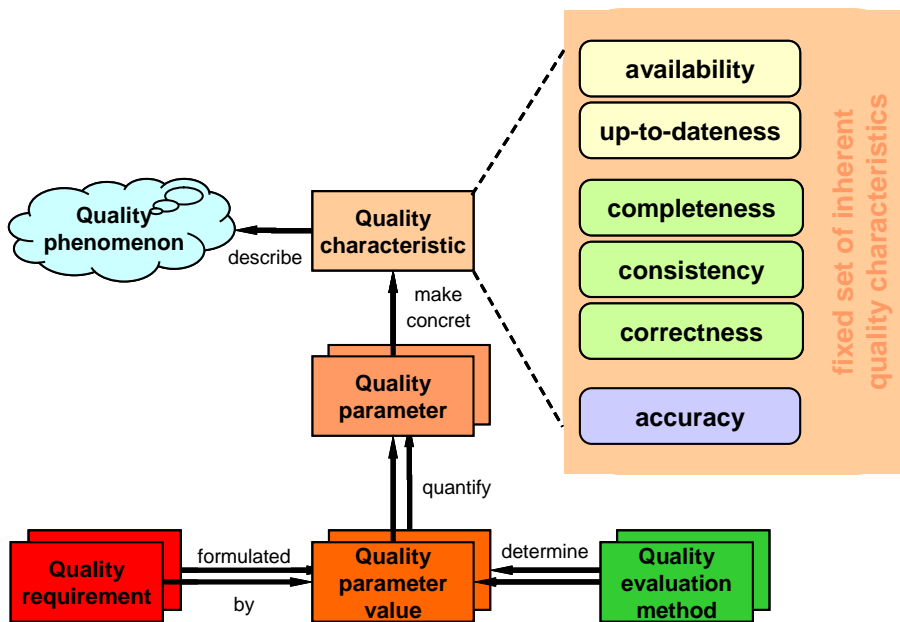 Quality
phenomenon
describe
Quality
characteristic
make
concret
Quality
parameter
quantify
Quality
requirement
formulated
by
Quality
parameter
value
determine
Quality
evaluation
method
availability
up-to-dateness
completeness
consistency
correctness
accuracy
fixed set of inherent
quality characteristics